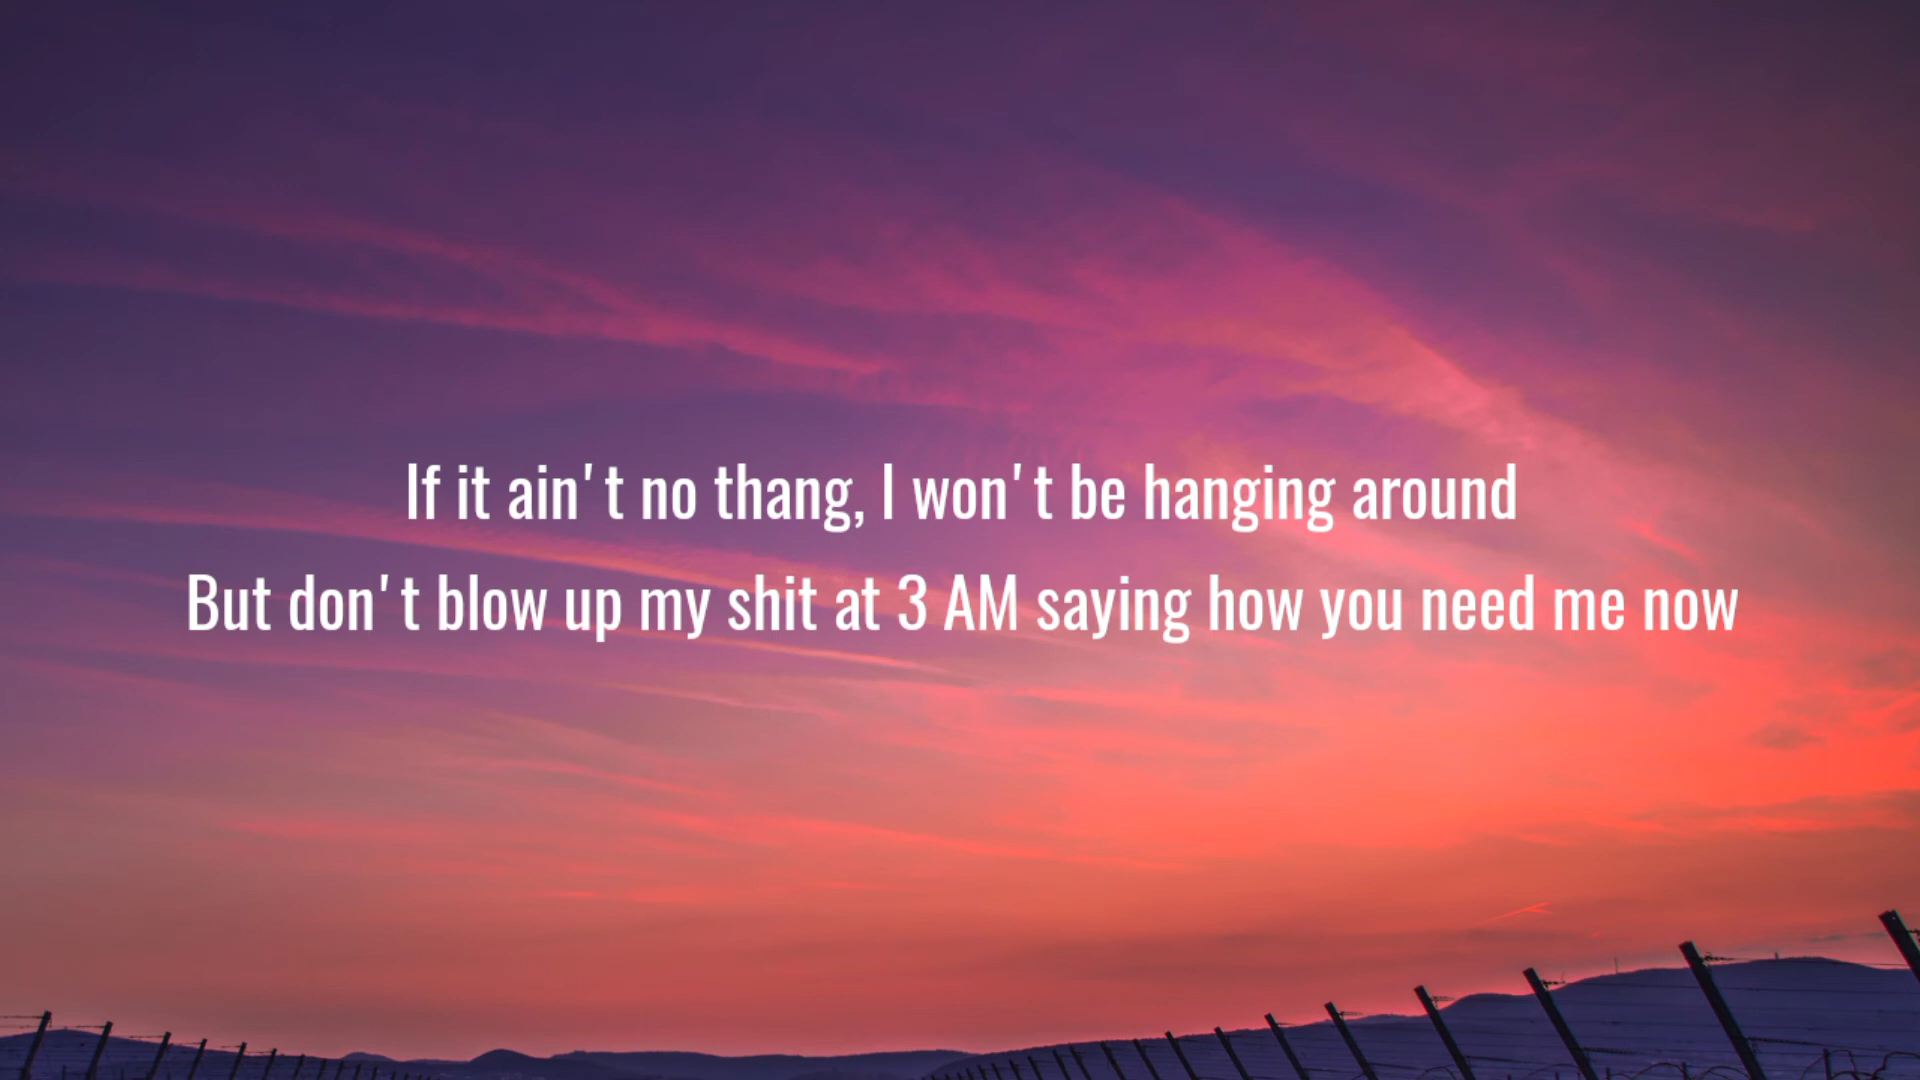 If it ain't no thang, I won't be hanging around
But don't blow up my shit at 3 AM saying how you need me now